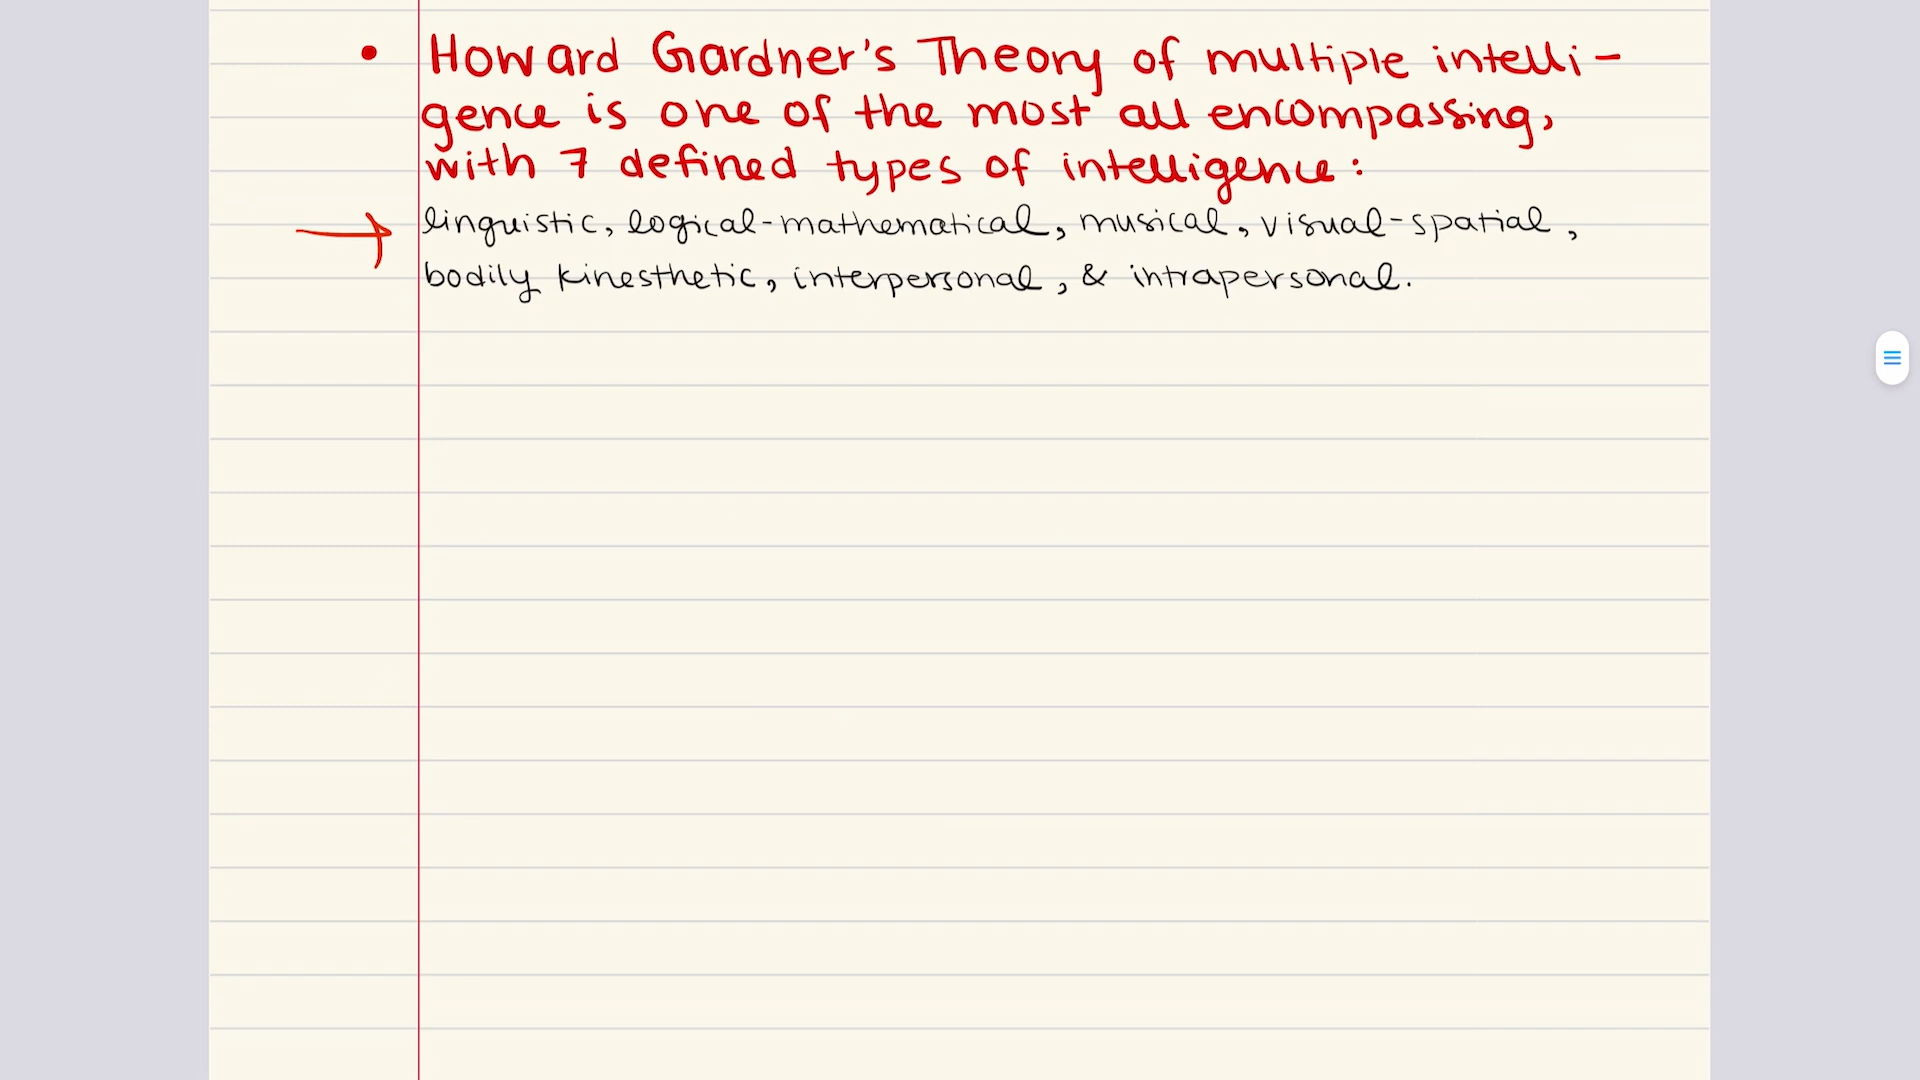 • Howard Gardner's Theory of multiple intelli-
gence is one of the most all encompassing,
with 7 defined types of intelligence:
→ linguistic, logical-mathematical, musical, visual-spatial,
bodily kinesthetic, interpersonal, & intrapersonal.